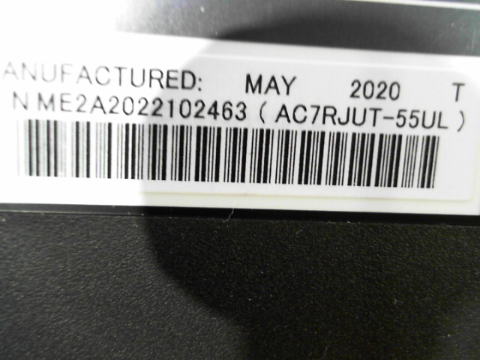 ANUFACTURED: MAY 2020 T
N ME2A2022102463 ( AC7RJUT-55UL )